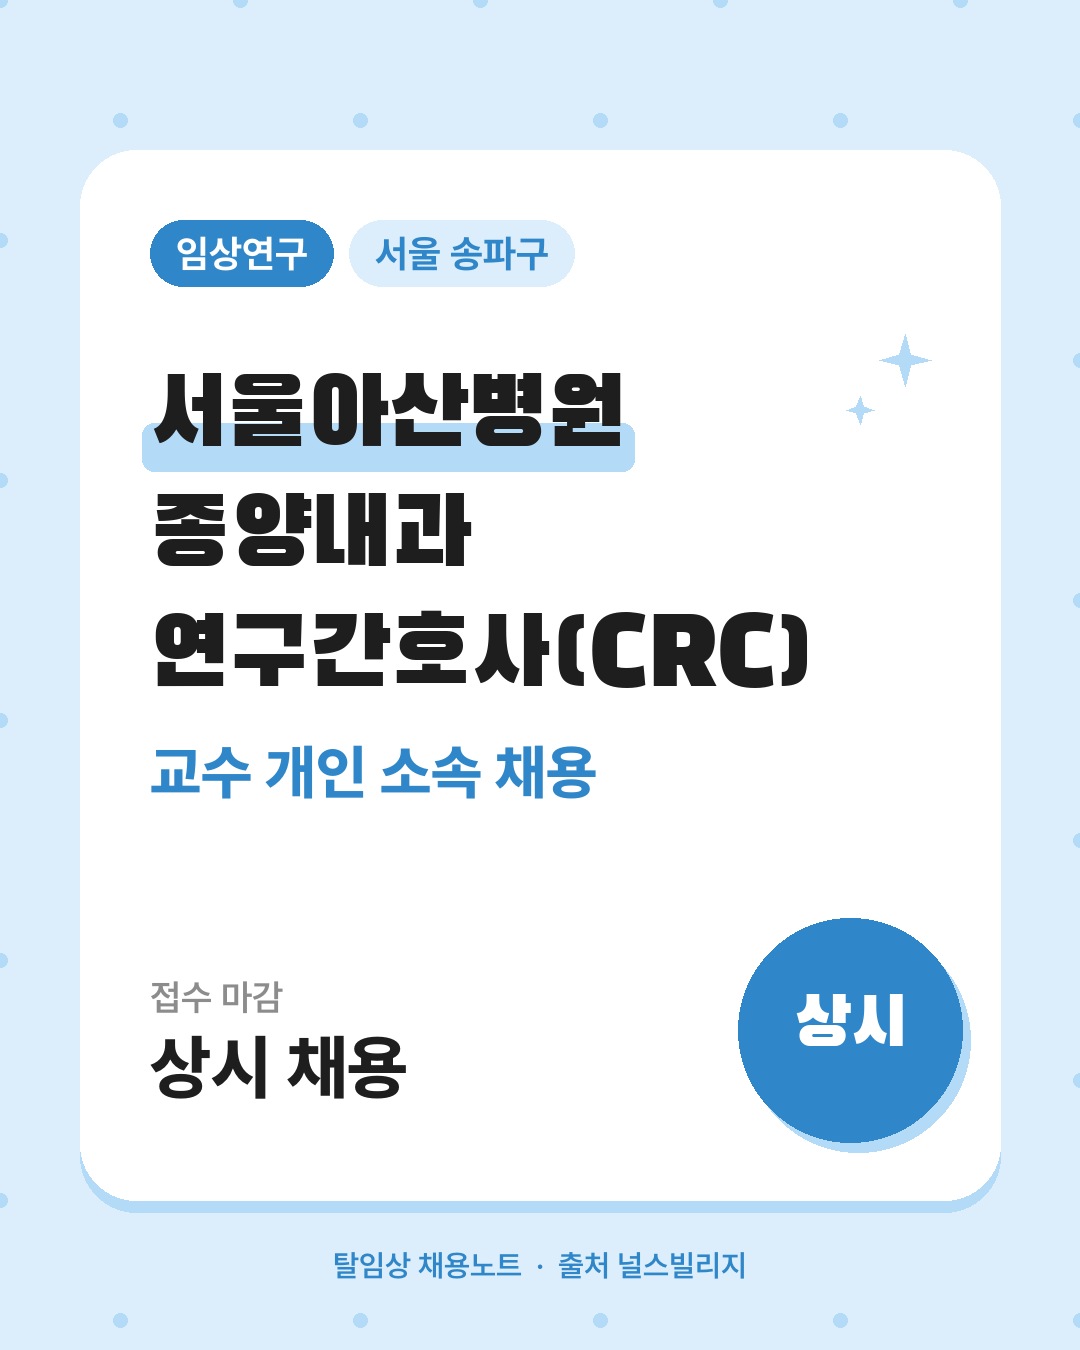 임상연구 서울 송파구
서울아산병원
종양내과
연구간호사(CRC)
교수 개인 소속 채용
접수 마감
상시 채용
상시
탈임상 채용노트 · 출처 널스빌리지